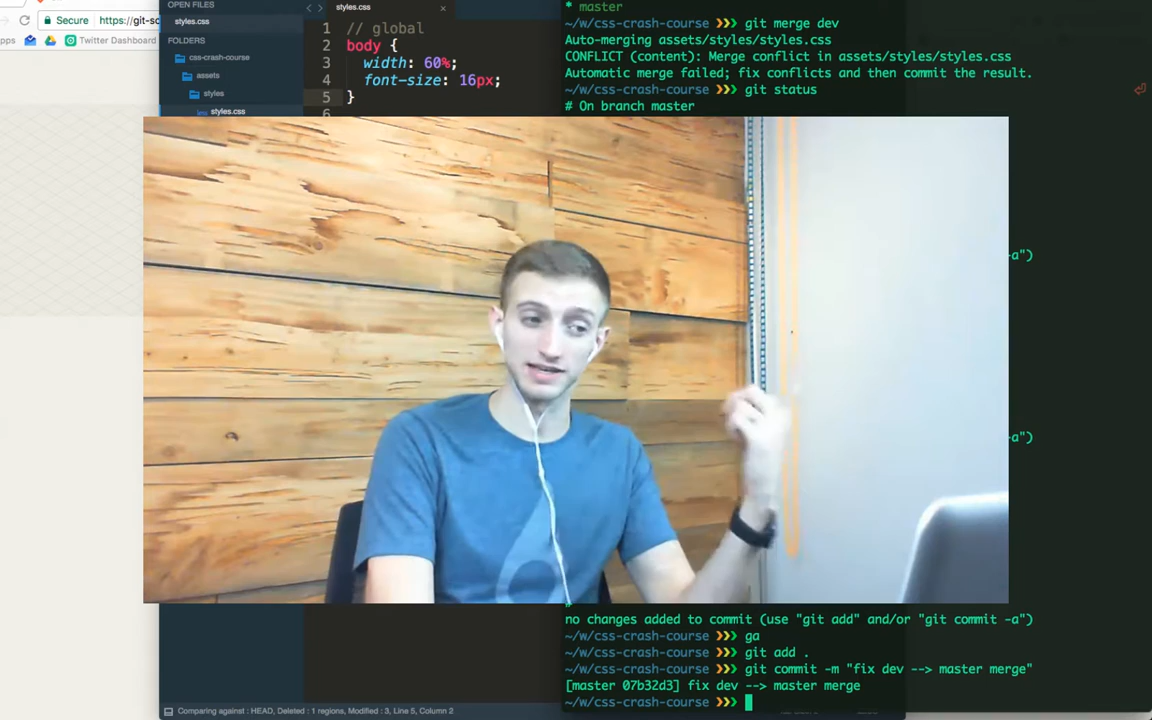 Secure
https://git-sc
pps
Twitter Dashboard
OPEN FILES
styles.css
FOLDERS
css-crash-course
assets
styles
styles.css
styles.css
1 // global
2 body {
3 width: 60%;
4 font-size: 16px;
5 }
6
* master
~/w/css-crash-course ❯❯❯ git merge dev
Auto-merging assets/styles/styles.css
CONFLICT (content): Merge conflict in assets/styles/styles.css
Automatic merge failed; fix conflicts and then commit the result.
~/w/css-crash-course ❯❯❯ git status
# On branch master
-a")
-a")
no changes added to commit (use "git add" and/or "git commit -a")
~/w/css-crash-course ❯❯❯ ga
~/w/css-crash-course ❯❯❯ git add .
~/w/css-crash-course ❯❯❯ git commit -m "fix dev --> master merge"
[master 07b32d3] fix dev --> master merge
~/w/css-crash-course ❯❯❯
Comparing against : HEAD, Deleted : 1 regions, Modified : 3, Line 5, Column 2